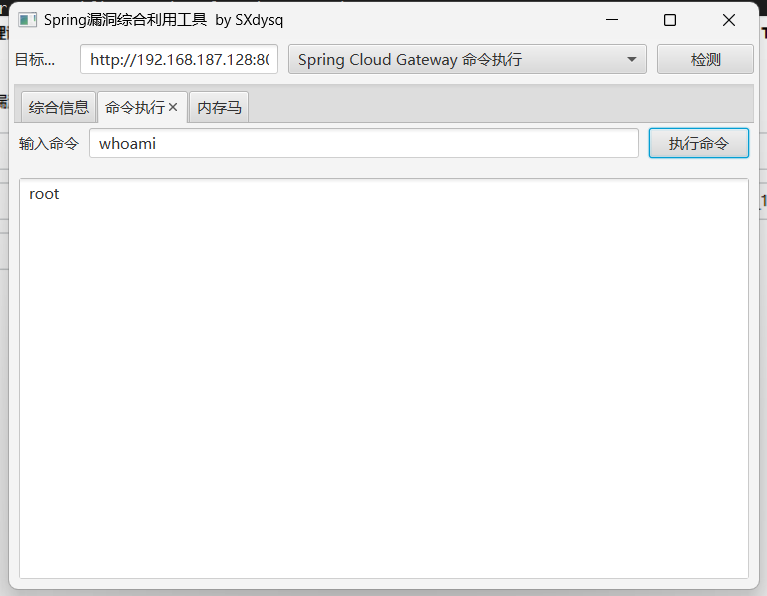 Spring漏洞综合利用工具 by SXdysq
目标... http://192.168.187.128:80 Spring Cloud Gateway 命令执行 检测
综合信息 命令执行 × 内存马
输入命令 whoami 执行命令
root